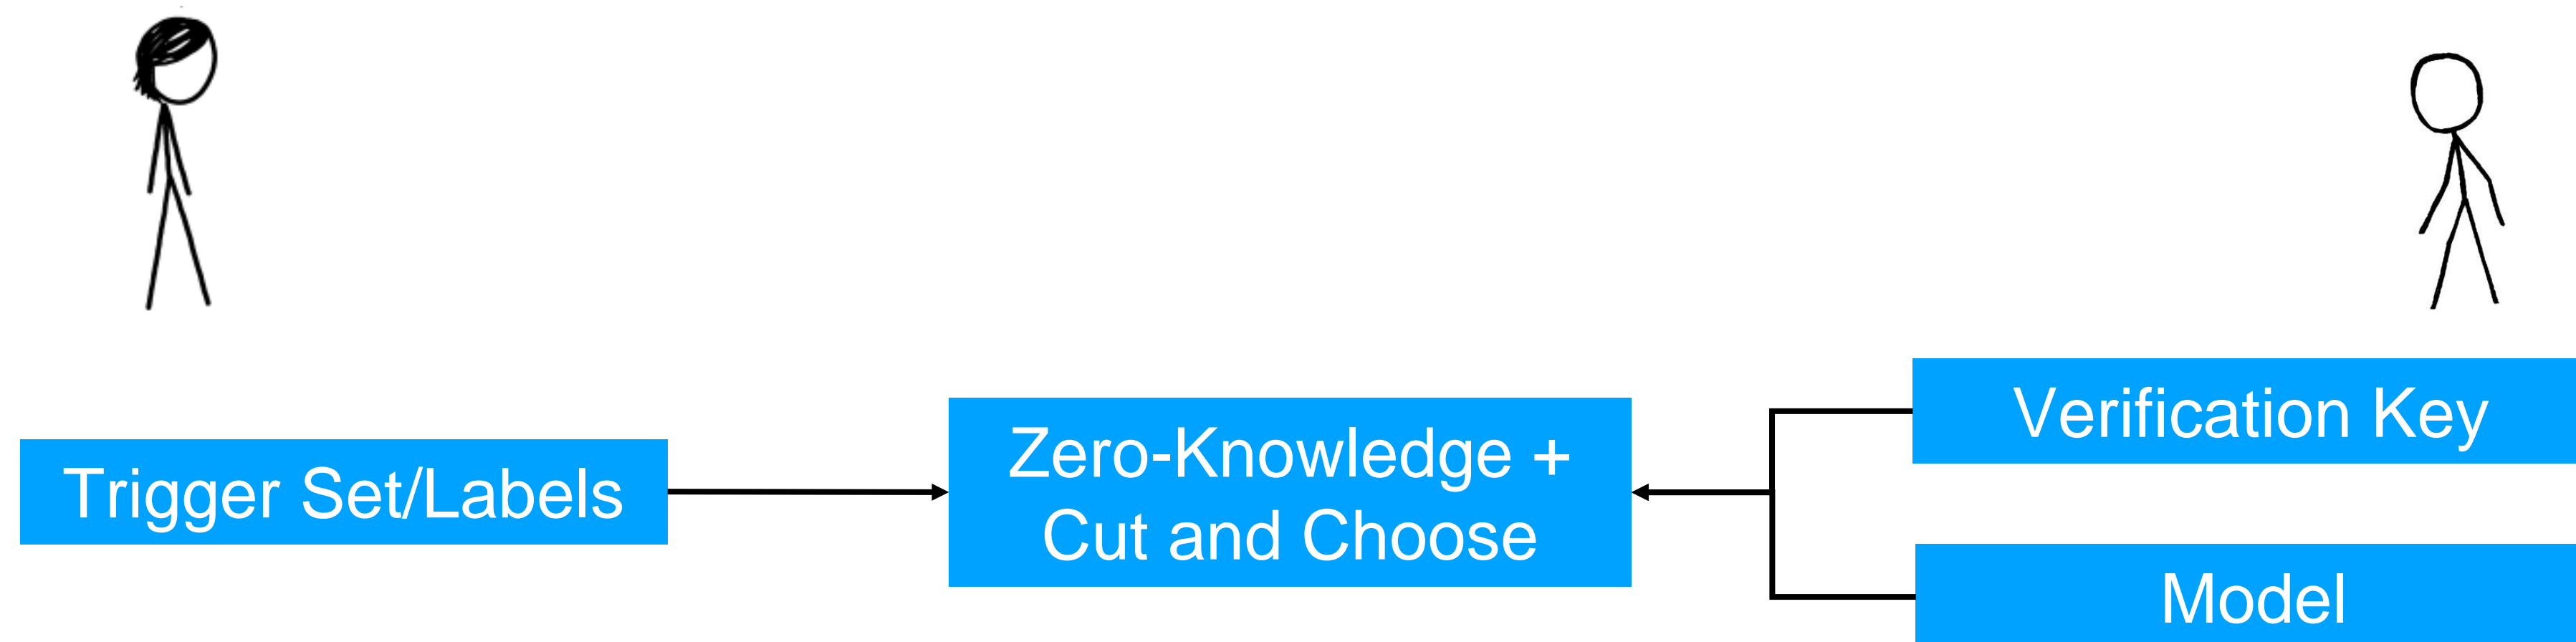 Trigger Set/Labels
Zero-Knowledge +
Cut and Choose
Verification Key
Model